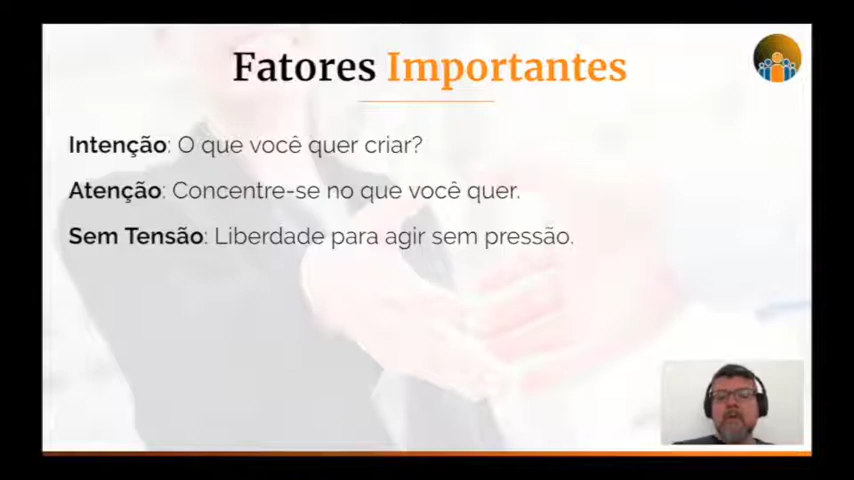 Fatores Importantes
Intenção: O que você quer criar?
Atenção: Concentre-se no que você quer.
Sem Tensão: Liberdade para agir sem pressão.